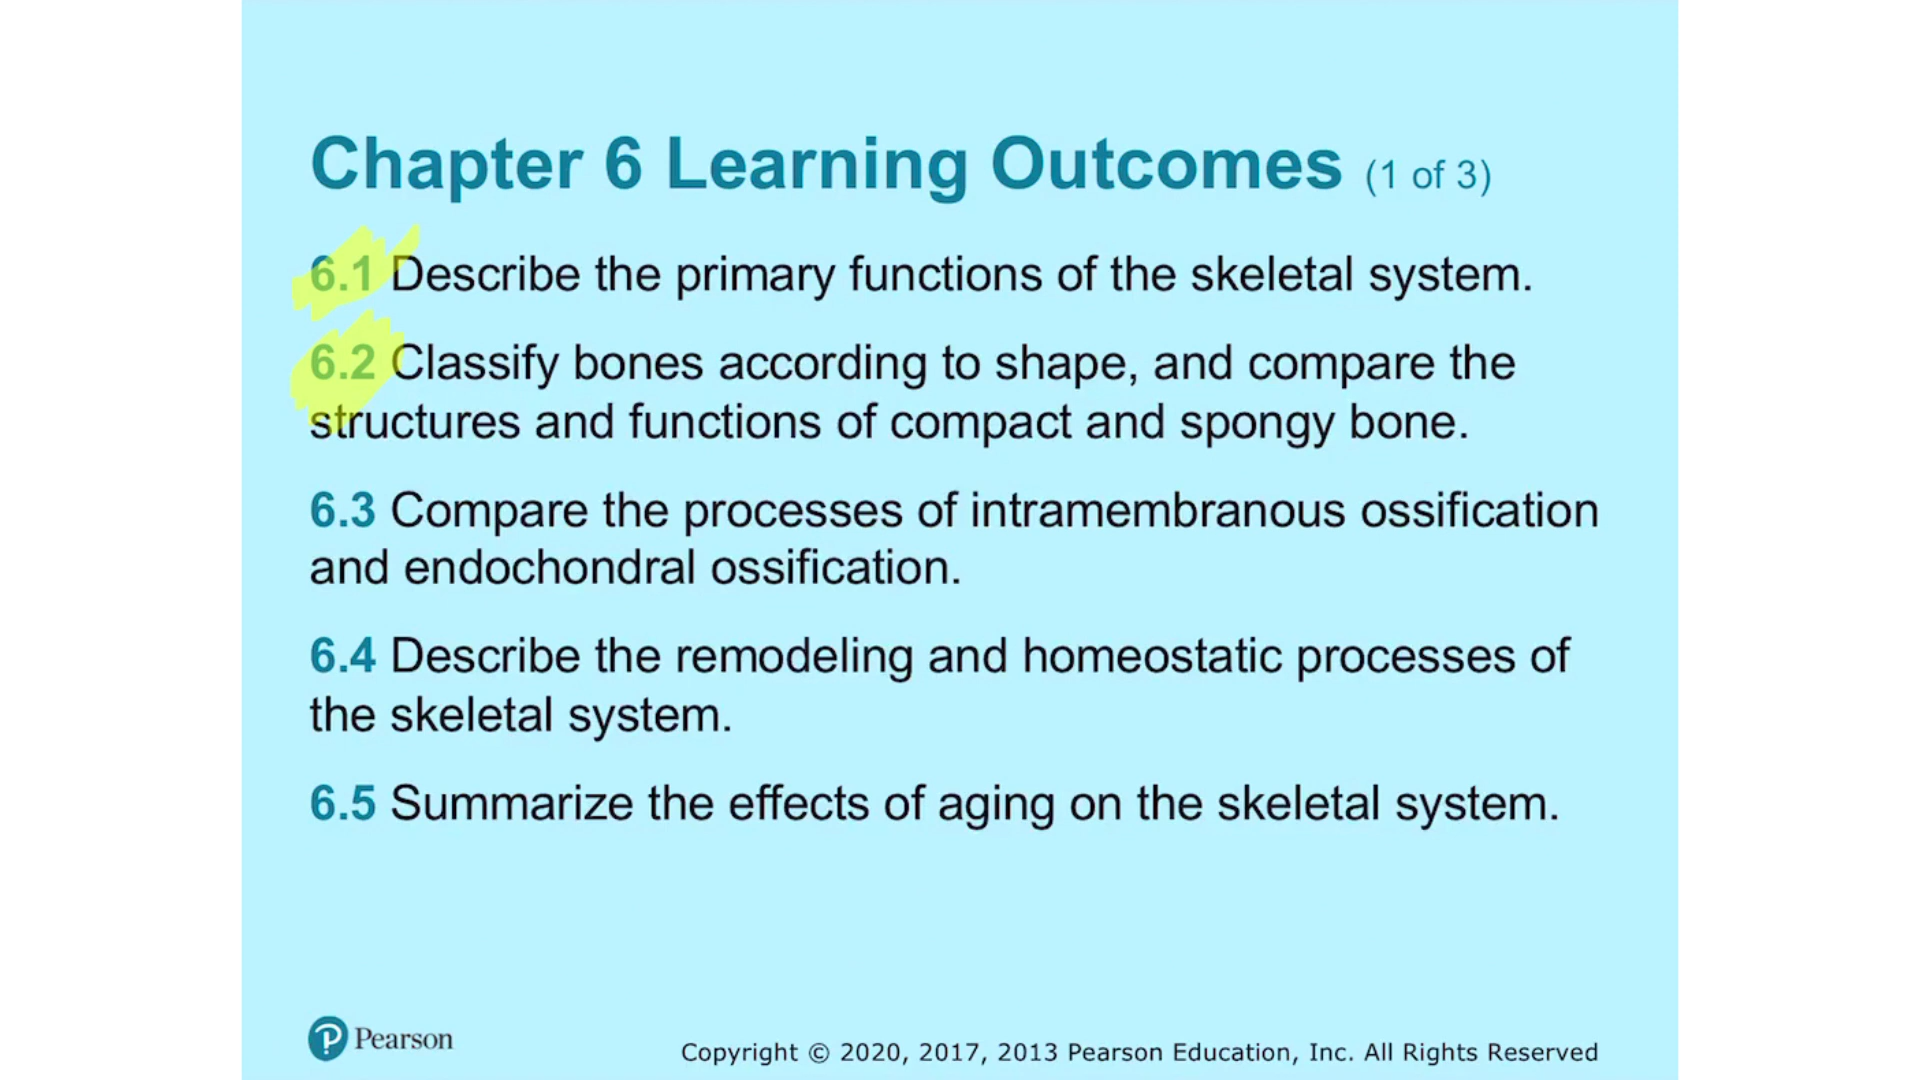 Chapter 6 Learning Outcomes (1 of 3)
6.1 Describe the primary functions of the skeletal system.
6.2 Classify bones according to shape, and compare the
structures and functions of compact and spongy bone.
6.3 Compare the processes of intramembranous ossification
and endochondral ossification.
6.4 Describe the remodeling and homeostatic processes of
the skeletal system.
6.5 Summarize the effects of aging on the skeletal system.
P Pearson
Copyright © 2020, 2017, 2013 Pearson Education, Inc. All Rights Reserved